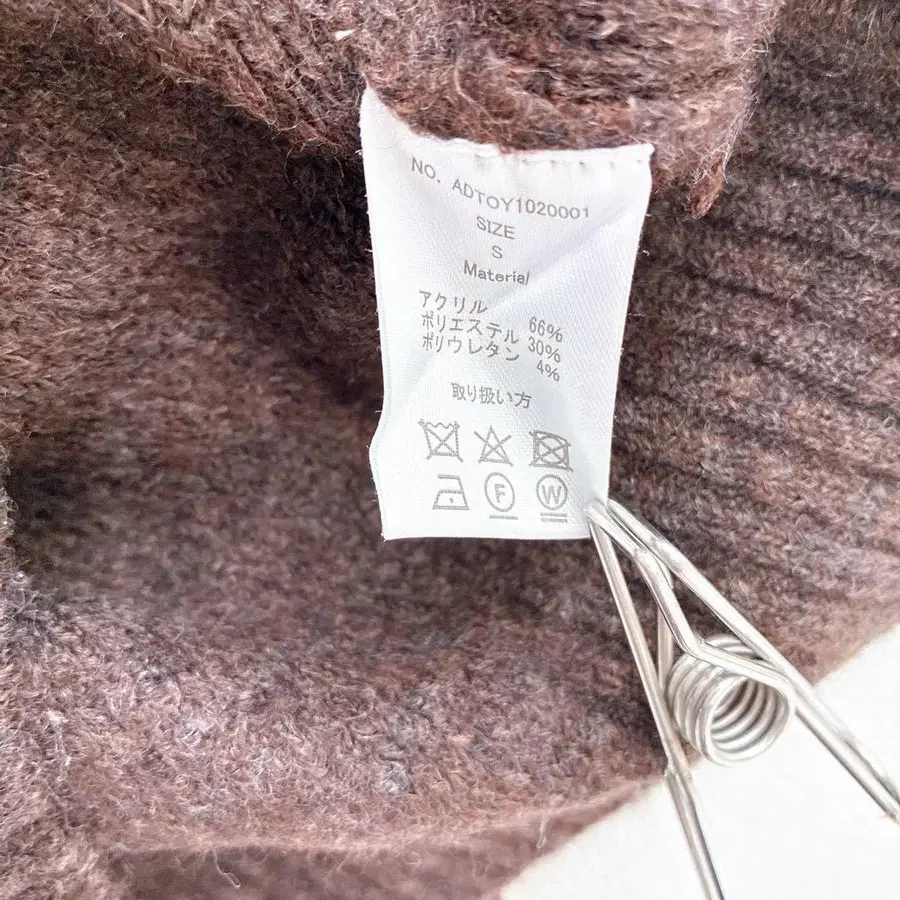 NO. ADTOY1020001
SIZE
S
Material
アクリル 66%
ポリエステル 30%
ポリウレタン 4%
取り扱い方
F W